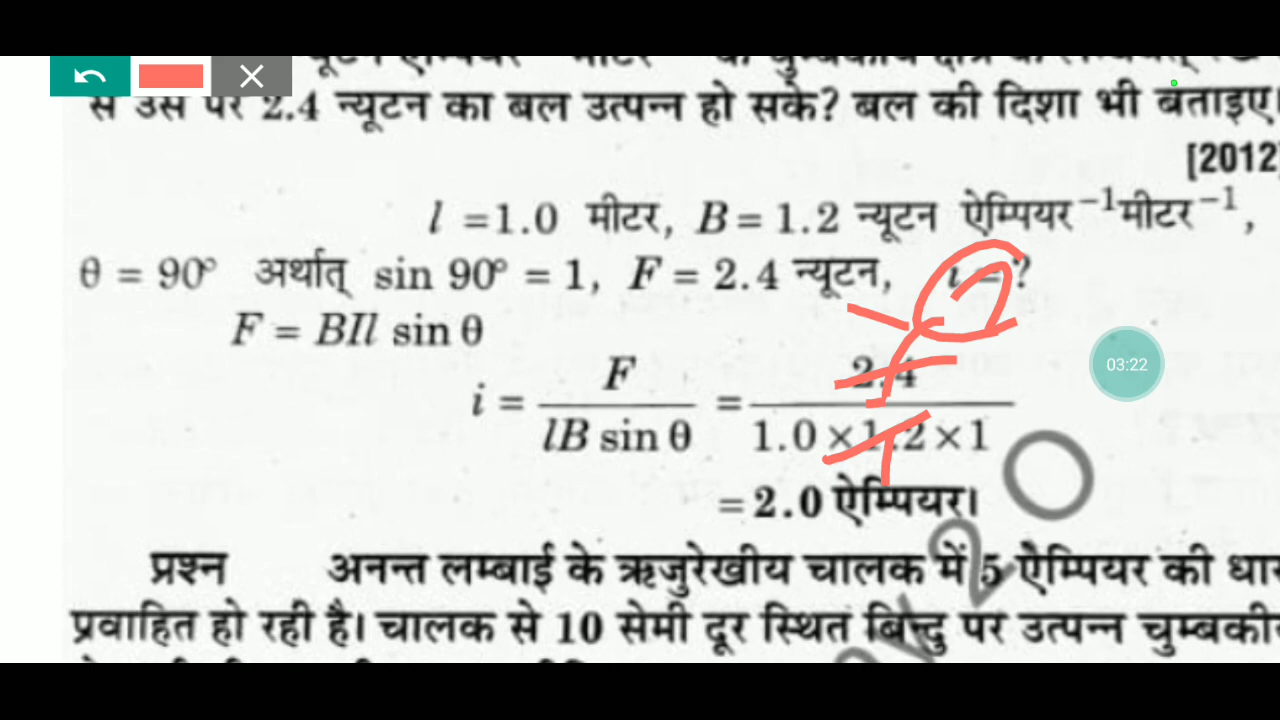 से उस पर 2.4 न्यूटन का बल उत्पन्न हो सके? बल की दिशा भी बताइए।
[2012]
l = 1.0 मीटर, B = 1.2 न्यूटन ऐम्पियर⁻¹मीटर⁻¹,
θ = 90° अर्थात् sin 90° = 1, F = 2.4 न्यूटन, i = ?
F = BIl sin θ
03:22
i = F / lB sin θ = 2.4 / 1.0 × 1.2 × 1
= 2.0 ऐम्पियर।
प्रश्न अनन्त लम्बाई के ऋजुरेखीय चालक में 5 ऐम्पियर की
प्रवाहित हो रही है। चालक से 10 सेमी दूर स्थित बिन्दु पर उत्पन्न